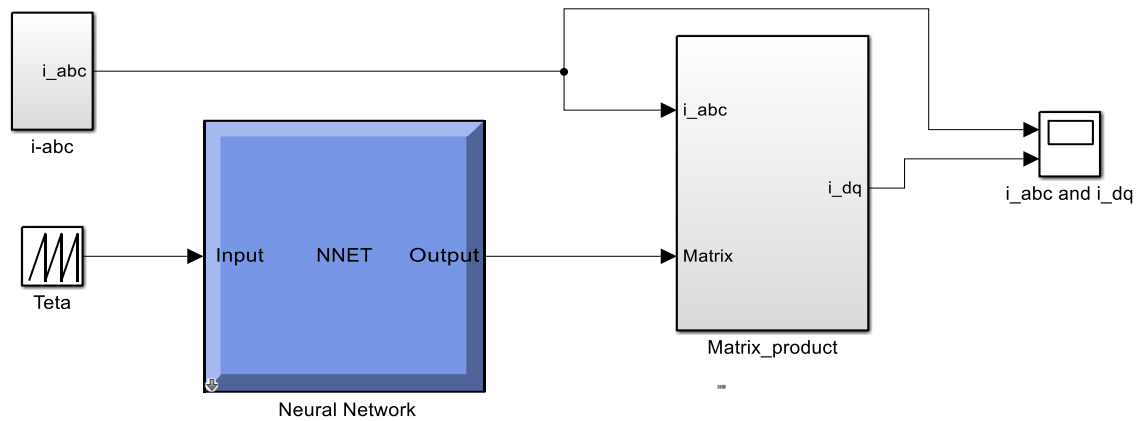 i_abc
i-abc
Teta
Input
NNET
Output
Neural Network
i_abc
Matrix
i_dq
Matrix_product
i_abc and i_dq